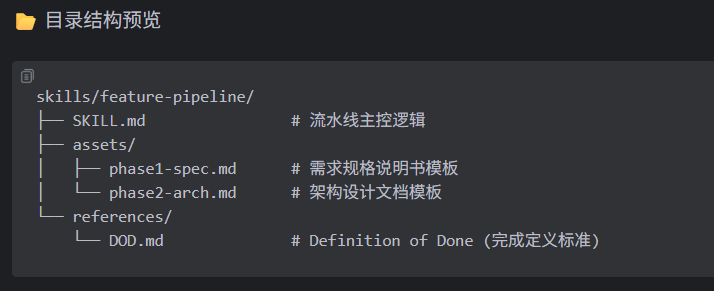 📂 目录结构预览
skills/feature-pipeline/
├── SKILL.md                # 流水线主控逻辑
├── assets/
│   ├── phase1-spec.md      # 需求规格说明书模板
│   └── phase2-arch.md      # 架构设计文档模板
└── references/
    └── DOD.md              # Definition of Done (完成定义标准)